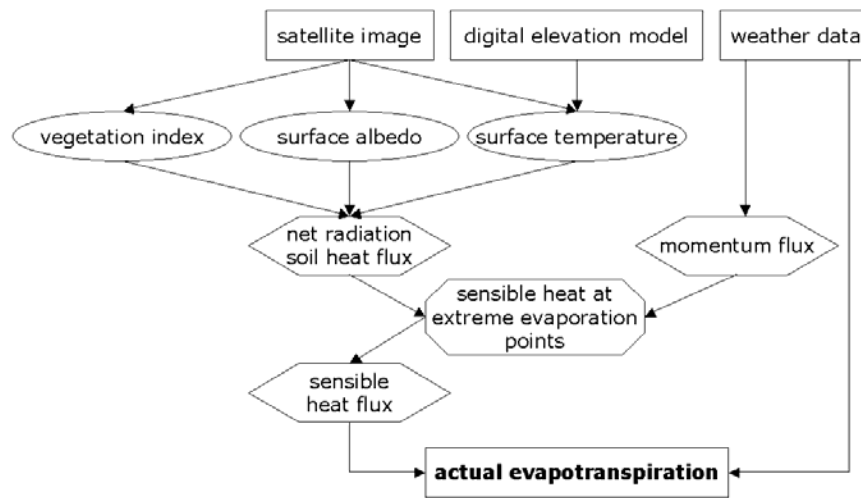 satellite image
digital elevation model
weather data
vegetation index
surface albedo
surface temperature
net radiation
soil heat flux
momentum flux
sensible heat at
extreme evaporation
points
sensible
heat flux
actual evapotranspiration